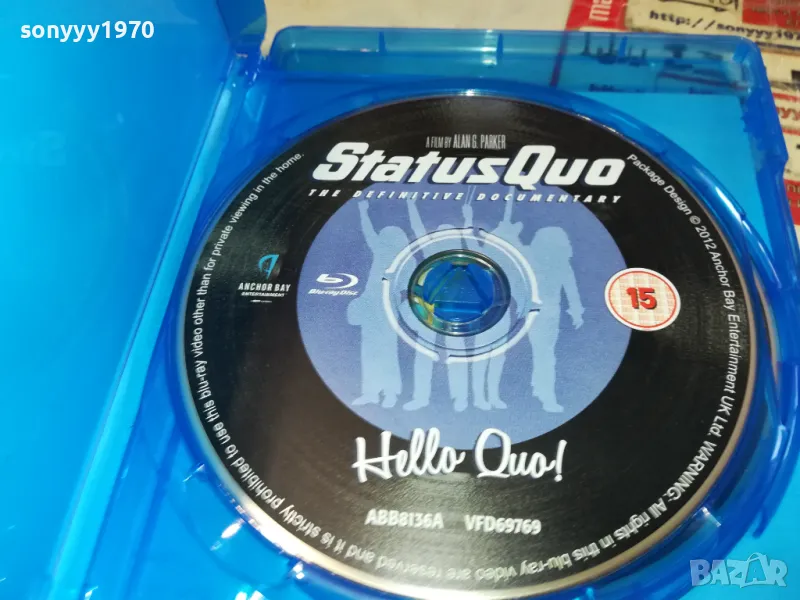 sonyyy1970
http:/
sonyyy197
A FILM BY ALAN G. PARKER
StatusQuo
THE DEFINITIVE DOCUMENTARY
ANCHOR BAY
ENTERTAINMENT
Blu-ray Disc
15
Hello Quo!
ABB8136A VFD69769
Package Design © 2012 Anchor Bay Entertainment UK Ltd. WARNING: All rights in this blu-ray video are reserved and it is strictly prohibited to use this blu-ray video other than for private viewing in the home.
BAZAR